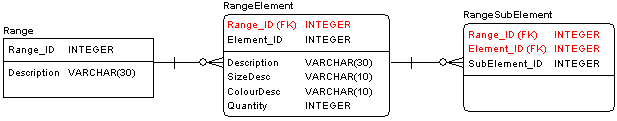 Range
Range_ID INTEGER
Description VARCHAR(30)
RangeElement
Range_ID (FK) INTEGER
Element_ID INTEGER
Description VARCHAR(30)
SizeDesc VARCHAR(10)
ColourDesc VARCHAR(10)
Quantity INTEGER
RangeSubElement
Range_ID (FK) INTEGER
Element_ID (FK) INTEGER
SubElement_ID INTEGER